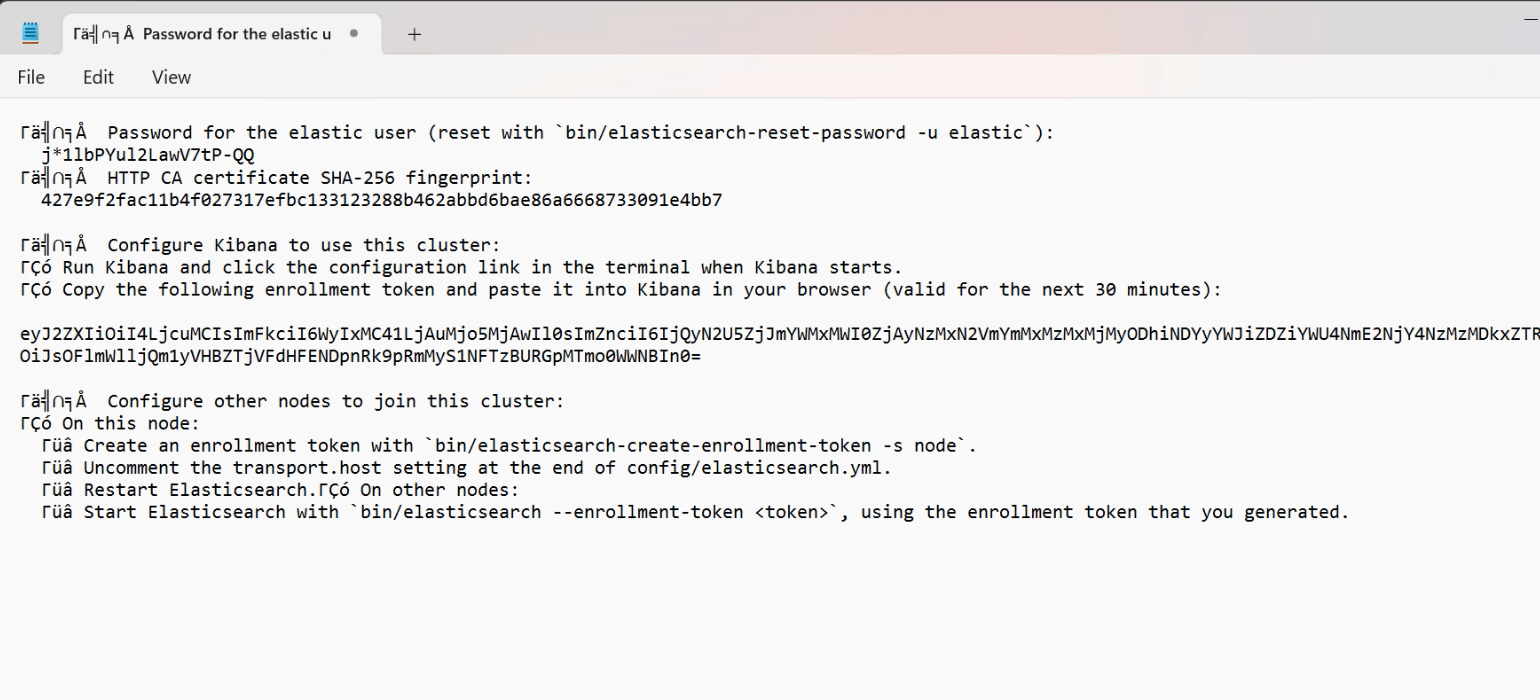 Γä╣∩╕Å Password for the elastic u
File Edit View
Γä╣∩╕Å  Password for the elastic user (reset with `bin/elasticsearch-reset-password -u elastic`):
j*1lbPYul2LawV7tP-QQ
Γä╣∩╕Å  HTTP CA certificate SHA-256 fingerprint:
427e9f2fac11b4f027317efbc133123288b462abbd6bae86a6668733091e4bb7
Γä╣∩╕Å  Configure Kibana to use this cluster:
ΓÇó Run Kibana and click the configuration link in the terminal when Kibana starts.
ΓÇó Copy the following enrollment token and paste it into Kibana in your browser (valid for the next 30 minutes):
eyJ2ZXIiOiI4LjcuMCIsImFkciI6WyIxMC41LjAuMjo5MjAwIl0sImZnciI6IjQyN2U5ZjJmYWMxMWI0ZjAyNzMxN2VmYmMxMzMxMjMyODhiNDYyYWJiZDZiYWU4NmE2NjY4NzMzMDkxZTR
OiJsOFlmWlljQm1yVHBZTjVFdHFENDpnRk9pRmMyS1NFTzBURGpMTmo0WWNBIn0=
Γä╣∩╕Å  Configure other nodes to join this cluster:
ΓÇó On this node:
Γüâ Create an enrollment token with `bin/elasticsearch-create-enrollment-token -s node`.
Γüâ Uncomment the transport.host setting at the end of config/elasticsearch.yml.
Γüâ Restart Elasticsearch.ΓÇó On other nodes:
Γüâ Start Elasticsearch with `bin/elasticsearch --enrollment-token <token>`, using the enrollment token that you generated.